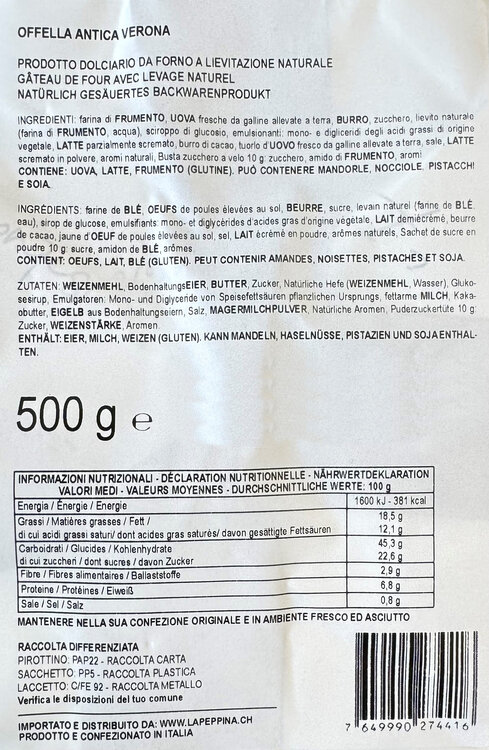 OFFELLA ANTICA VERONA
PRODOTTO DOLCIARIO DA FORNO A LIEVITAZIONE NATURALE
GÂTEAU DE FOUR AVEC LEVAGE NATUREL
NATÜRLICH GESÄUERTES BACKWARENPRODUKT
INGREDIENTI: farina di FRUMENTO, UOVA fresche da galline allevate a terra, BURRO, zucchero, lievito naturale
(farina di FRUMENTO, acqua), sciroppo di glucosio, emulsionanti: mono- e digliceridi degli acidi grassi di origine
vegetale, LATTE parzialmente scremato, burro di cacao, tuorlo d'UOVO fresco da galline allevate a terra, sale, LATTE
scremato in polvere, aromi naturali, Busta zucchero a velo 10 g: zucchero, amido di FRUMENTO, aromi.
CONTIENE: UOVA, LATTE, FRUMENTO (GLUTINE). PUÓ CONTENERE MANDORLE, NOCCIOLE, PISTACCHI
E SOIA.
INGRÉDIENTS: farine de BLÉ, OEUFS de poules élevées au sol, BEURRE, sucre, levain naturel (farine de BLÉ,
eau), sirop de glucose, emulsifiants: mono- et diglycérides d'acides gras d'origine végétale, LAIT demiécrémé, beurre
de cacao, jaune d'OEUF de poules élevées au sol, sel, LAIT écrémé en poudre, arômes naturels, Sachet de sucre en
poudre 10 g: sucre, amidon de BLÉ, arômes.
CONTIENT: OEUFS, LAIT, BLÉ (GLUTEN). PEUT CONTENIR AMANDES, NOISETTES, PISTACHES ET SOJA.
ZUTATEN: WEIZENMEHL, BodenhaltungsEIER, BUTTER, Zucker, Natürliche Hefe (WEIZENMEHL, Wasser), Gluko-
sesirup, Emulgatoren: Mono- und Diglyceride von Speisefettsäuren pflanzlichen Ursprungs, fettarme MILCH, Kaka-
obutter, EIGELB aus Bodenhaltungseiern, Salz, MAGERMILCHPULVER, Natürliche Aromen, Puderzuckertüte 10 g:
Zucker, WEIZENSTÄRKE, Aromen.
ENTHÄLT: EIER, MILCH, WEIZEN (GLUTEN). KANN MANDELN, HASELNÜSSE, PISTAZIEN UND SOJA ENTHAL-
TEN.
500 g ℮
INFORMAZIONI NUTRIZIONALI - DÉCLARATION NUTRITIONNELLE - NÄHRWERTDEKLARATION
VALORI MEDI - VALEURS MOYENNES - DURCHSCHNITTLICHE WERTE: 100 g
Energia / Énergie / Energie 1600 kJ - 381 kcal
Grassi / Matières grasses / Fett / 18,5 g
di cui acidi grassi saturi/ dont acides gras saturés/ davon gesättigte Fettsäuren 12,1 g
Carboidrati / Glucides / Kohlenhydrate 45,3 g
di cui zuccheri / dont sucres / davon Zucker 22,6 g
Fibre / Fibres alimentaires / Ballaststoffe 2,9 g
Proteine / Protéines / Eiweiß 6,8 g
Sale / Sel / Salz 0,8 g
MANTENERE NELLA SUA CONFEZIONE ORIGINALE E IN AMBIENTE FRESCO ED ASCIUTTO
RACCOLTA DIFFERENZIATA
PIROTTINO: PAP22 - RACCOLTA CARTA
SACCHETTO: PP5 - RACCOLTA PLASTICA
LACCETTO: C/FE 92 - RACCOLTA METALLO
Verifica le disposizioni del tuo comune
IMPORTATO E DISTRIBUITO DA: WWW.LAPEPPINA.CH
PRODOTTO E CONFEZIONATO IN ITALIA
7 649990 274416